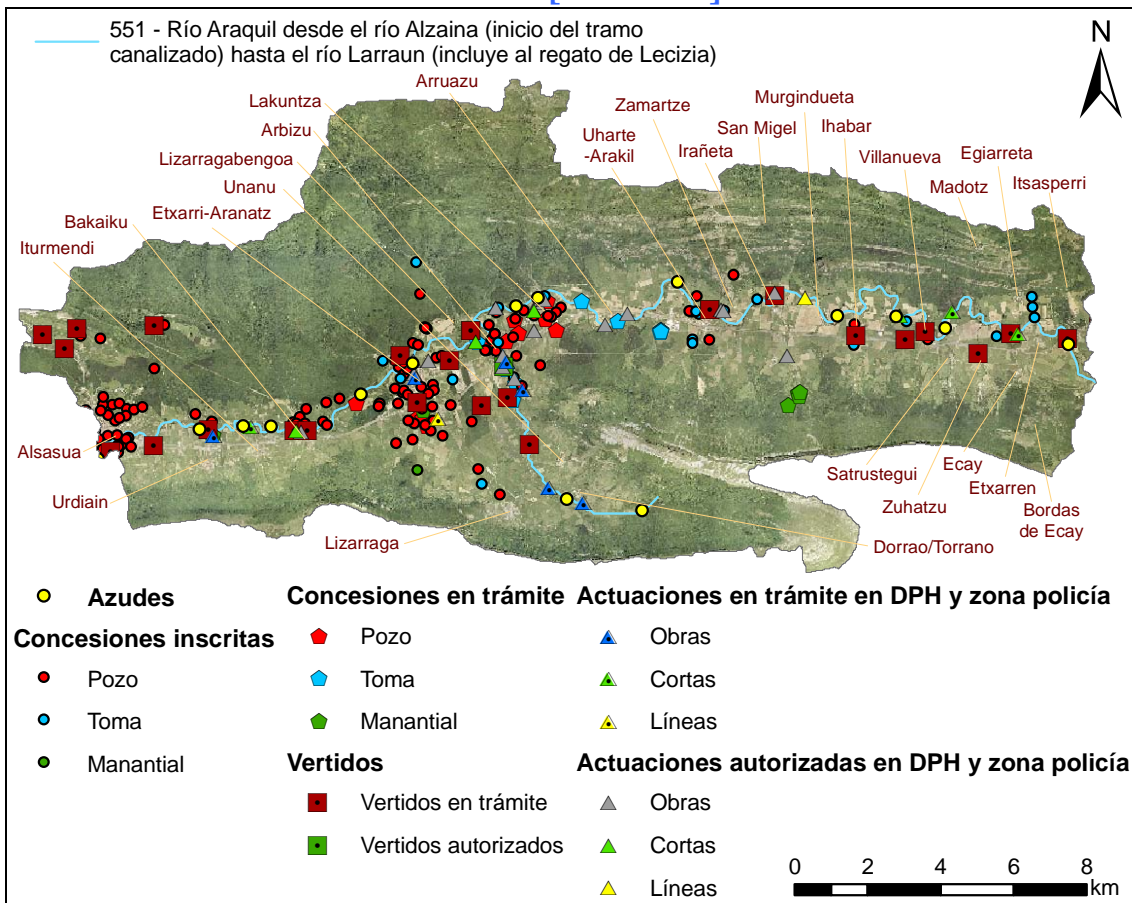 551 - Río Araquil desde el río Alzaina (inicio del tramo
canalizado) hasta el río Larraun (incluye al regato de Lecizia)
N
Arruazu
Lakuntza
Arbizu
Lizarragabengoa
Unanu
Etxarri-Aranatz
Bakaiku
Iturmendi
Zamartze
Uharte
-Arakil
Irañeta
Murgindueta
San Migel
Ihabar
Villanueva
Egiarreta
Madotz
Itsasperri
Alsasua
Urdiain
Lizarraga
Satrustegui
Zuhatzu
Ecay
Etxarren
Bordas
de Ecay
Dorrao/Torrano
Azudes
Concesiones inscritas
Pozo
Toma
Manantial
Concesiones en trámite
Pozo
Toma
Manantial
Vertidos
Vertidos en trámite
Vertidos autorizados
Actuaciones en trámite en DPH y zona policía
Obras
Cortas
Líneas
Actuaciones autorizadas en DPH y zona policía
Obras
Cortas
Líneas
0 2 4 6 8
km